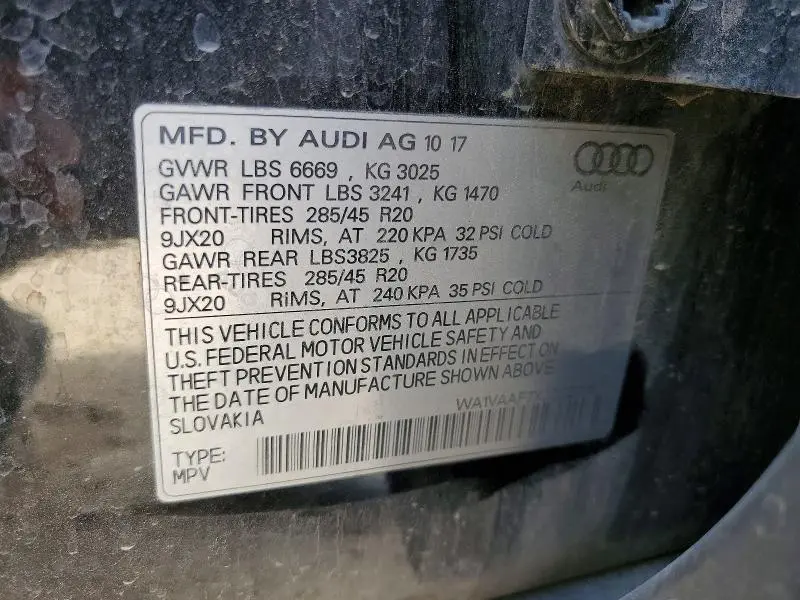 MFD. BY AUDI AG 10 17
GVWR LBS 6669 , KG 3025
GAWR FRONT LBS 3241 , KG 1470
FRONT-TIRES 285/45 R20
9JX20 RIMS, AT 220 KPA 32 PSI COLD
GAWR REAR LBS3825 , KG 1735
REAR-TIRES 285/45 R20
9JX20 RIMS, AT 240 KPA 35 PSI COLD
Audi
THIS VEHICLE CONFORMS TO ALL APPLICABLE
U.S. FEDERAL MOTOR VEHICLE SAFETY AND
THEFT PREVENTION STANDARDS IN EFFECT ON
THE DATE OF MANUFACTURE SHOWN ABOVE
SLOVAKIA
WA1VAAF7X
TYPE:
MPV